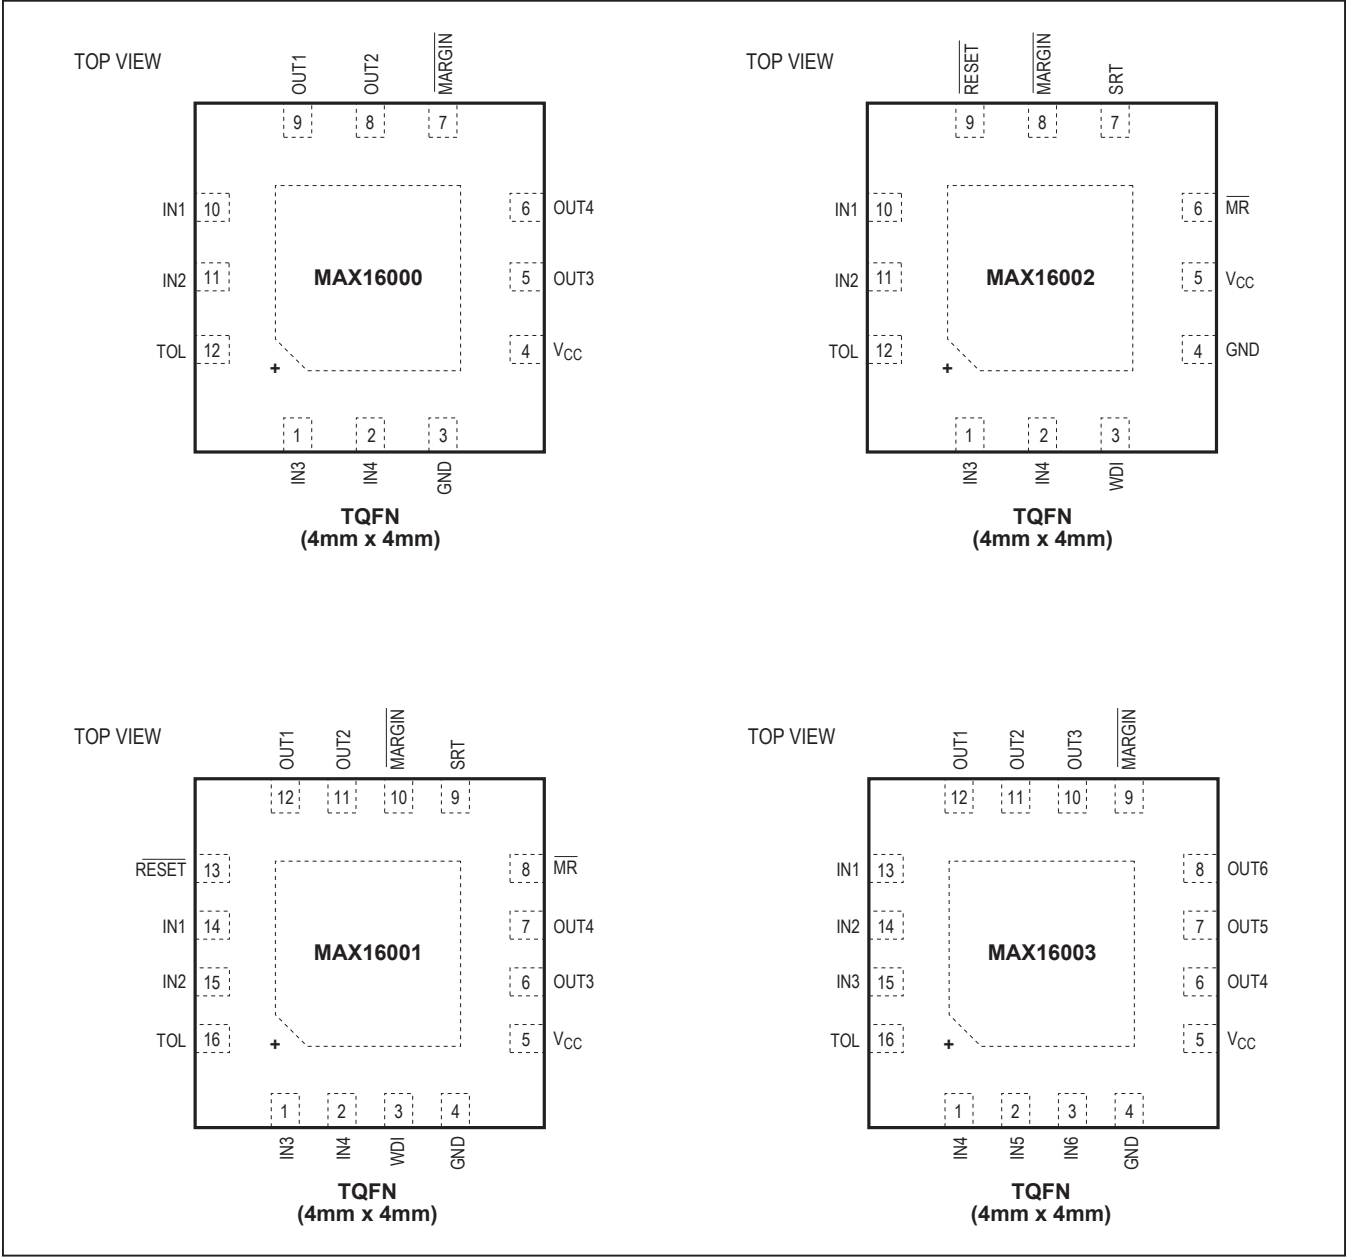 TOP VIEW
OUT1
OUT2
MARGIN
9
8
7
IN1
10
6
OUT4
IN2
11
MAX16000
5
OUT3
TOL
12
4
VCC
+
1
2
3
IN3
IN4
GND
TQFN
(4mm x 4mm)
TOP VIEW
RESET
MARGIN
SRT
9
8
7
IN1
10
6
MR
IN2
11
MAX16002
5
VCC
TOL
12
4
GND
+
1
2
3
IN3
IN4
WDI
TQFN
(4mm x 4mm)
TOP VIEW
OUT1
OUT2
MARGIN
SRT
12
11
10
9
RESET
13
8
MR
IN1
14
7
OUT4
MAX16001
IN2
15
6
OUT3
TOL
16
5
VCC
+
1
2
3
4
IN3
IN4
WDI
GND
TQFN
(4mm x 4mm)
TOP VIEW
OUT1
OUT2
OUT3
MARGIN
12
11
10
9
IN1
13
8
OUT6
IN2
14
7
OUT5
MAX16003
IN3
15
6
OUT4
TOL
16
5
VCC
+
1
2
3
4
IN4
IN5
IN6
GND
TQFN
(4mm x 4mm)